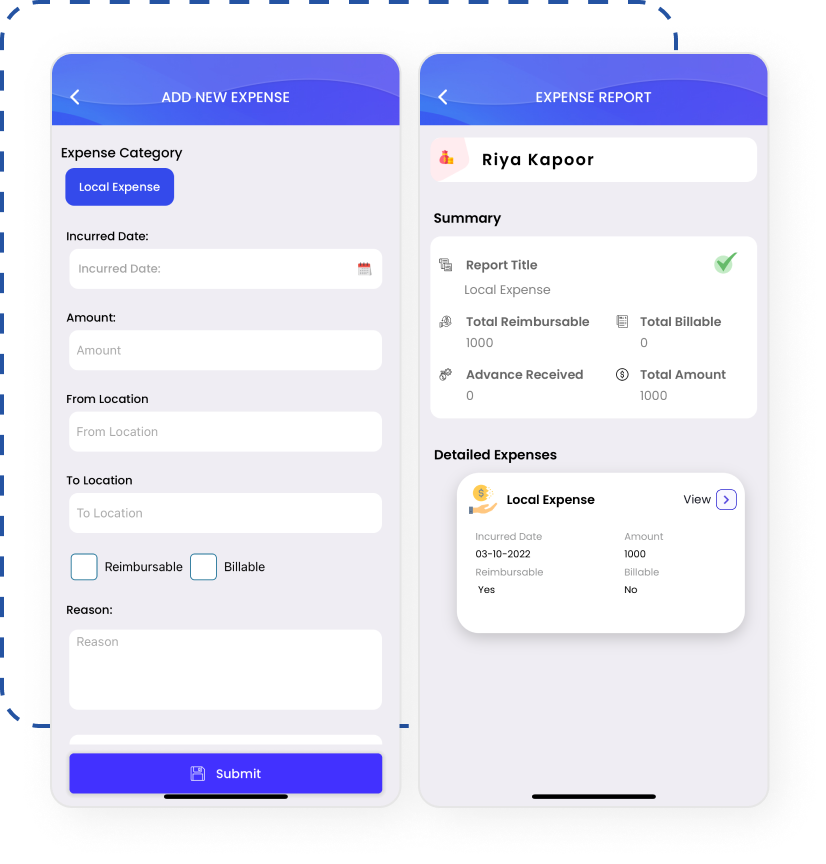 ADD NEW EXPENSE
Expense Category
Local Expense
Incurred Date:
Incurred Date:
Amount:
Amount
From Location
From Location
To Location
To Location
Reimbursable Billable
Reason:
Reason
Submit
EXPENSE REPORT
Riya Kapoor
Summary
Report Title
Local Expense
Total Reimbursable Total Billable
1000 0
Advance Received Total Amount
0 1000
Detailed Expenses
Local Expense View
Incurred Date Amount
03-10-2022 1000
Reimbursable Billable
Yes No